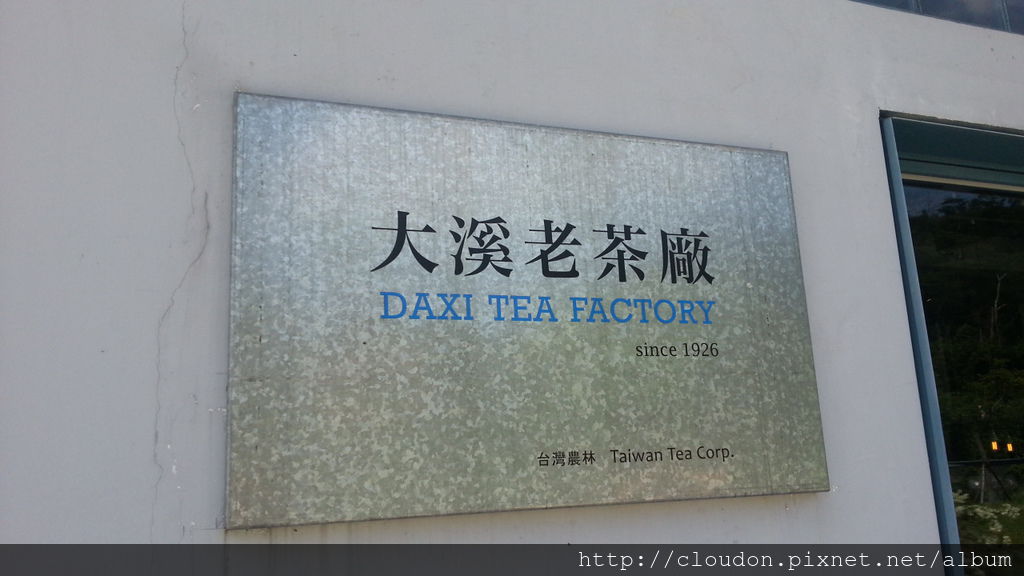 大溪老茶廠
DAXI TEA FACTORY
since 1926
台灣農林 Taiwan Tea Corp.
http://cloudon.pixnet.net/album